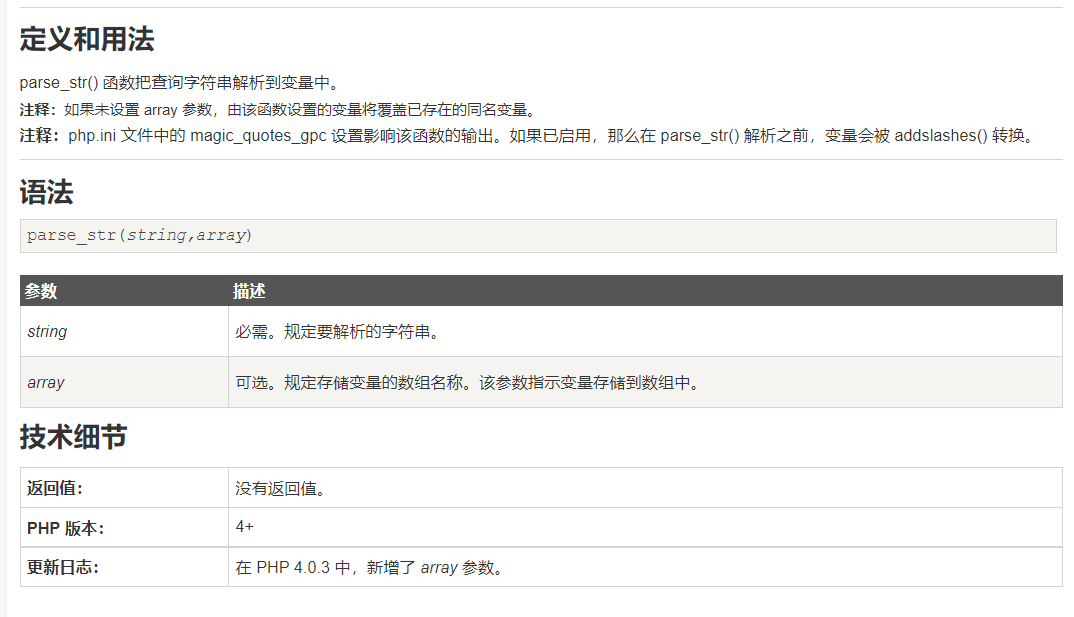 定义和用法
parse_str() 函数把查询字符串解析到变量中。
注释：如果未设置 array 参数，由该函数设置的变量将覆盖已存在的同名变量。
注释：php.ini 文件中的 magic_quotes_gpc 设置影响该函数的输出。如果已启用，那么在 parse_str() 解析之前，变量会被 addslashes() 转换。
语法
parse_str(string,array)
参数 描述
string 必需。规定要解析的字符串。
array 可选。规定存储变量的数组名称。该参数指示变量存储到数组中。
技术细节
返回值： 没有返回值。
PHP 版本： 4+
更新日志： 在 PHP 4.0.3 中，新增了 array 参数。